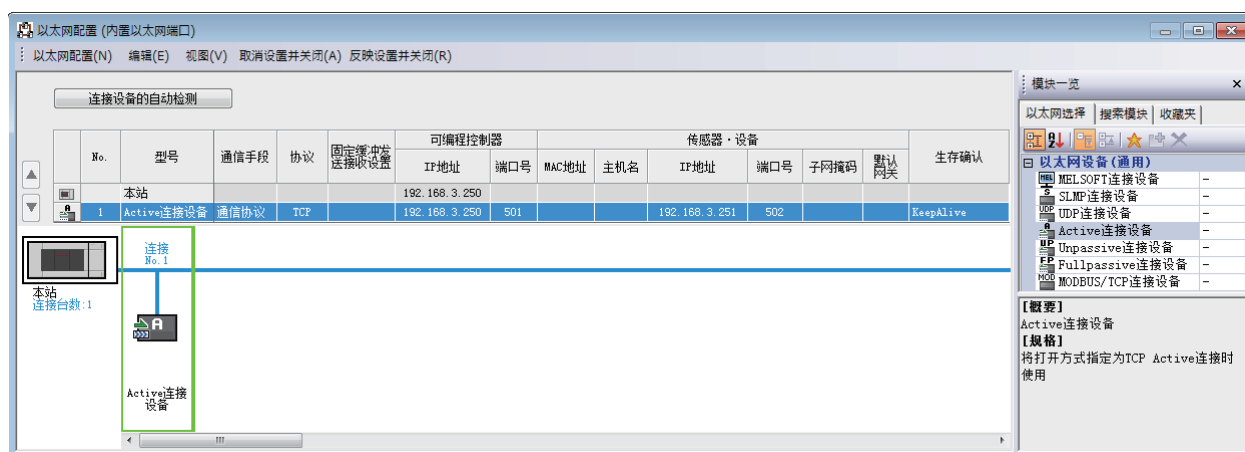 以太网配置 (内置以太网端口)
以太网配置(N) 编辑(E) 视图(V) 取消设置并关闭(A) 反映设置并关闭(R)
连接设备的自动检测
No. 型号 通信手段 协议 固定缓冲发送接收设置 可编程控制器 传感器·设备 生存确认
IP地址 端口号 MAC地址 主机名 IP地址 端口号 子网掩码 默认网关
本站 192.168.3.250
1 Active连接设备 通信协议 TCP 192.168.3.250 501 192.168.3.251 502 KeepAlive
连接
No.1
本站
连接台数:1
A
Active连接
设备
模块一览
以太网选择 搜索模块 收藏夹
以太网设备(通用)
MELSOFT连接设备 -
SLMP连接设备 -
UDP连接设备 -
Active连接设备 -
Unpassive连接设备 -
Fullpassive连接设备 -
MODBUS/TCP连接设备 -
[概要]
Active连接设备
[规格]
将打开方式指定为TCP Active连接时
使用